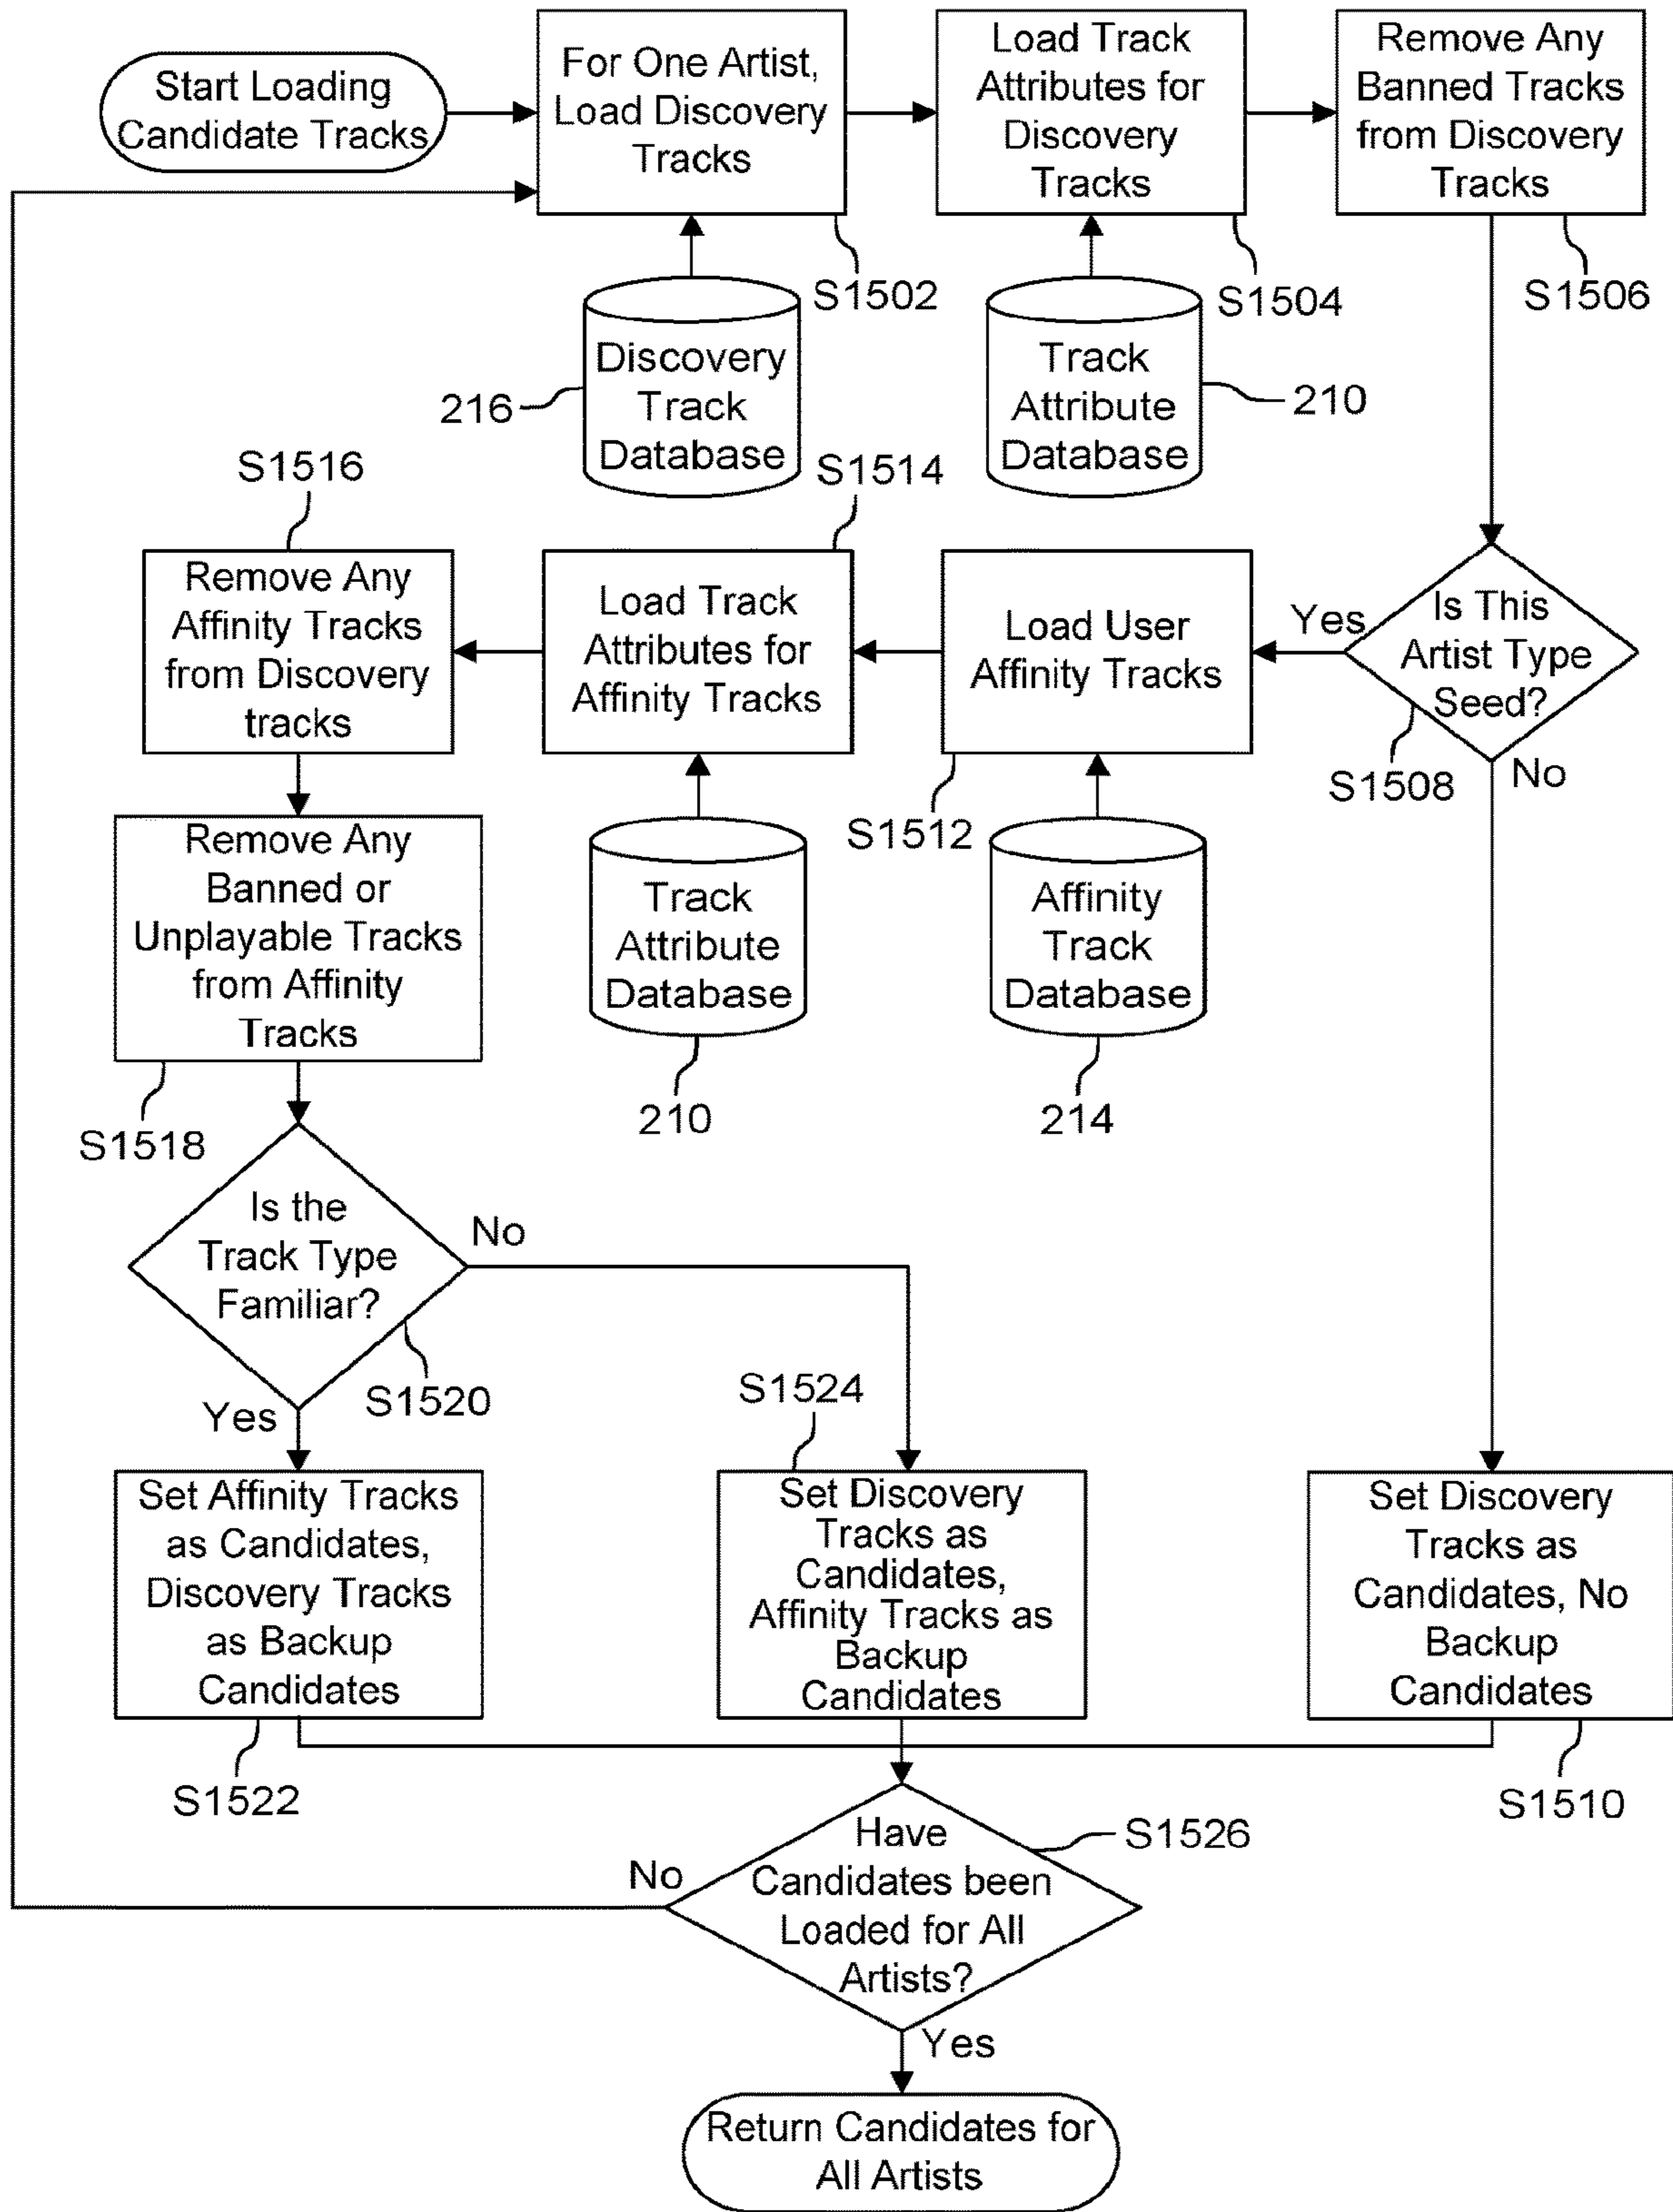 Start Loading
Candidate Tracks
For One Artist,
Load Discovery
Tracks
Load Track
Attributes for
Discovery
Tracks
Remove Any
Banned Tracks
from Discovery
Tracks
S1502
S1504
S1506
Discovery
Track
Database
216
Track
Attribute
Database
210
S1516
S1514
Remove Any
Affinity Tracks
from Discovery
tracks
Load Track
Attributes for
Affinity Tracks
Load User
Affinity Tracks
Yes
Is This
Artist Type
Seed?
S1508
No
S1512
Remove Any
Banned or
Unplayable Tracks
from Affinity
Tracks
Track
Attribute
Database
Affinity
Track
Database
210
214
S1518
Is the
Track Type
Familiar?
No
S1520
Yes
S1524
Set Affinity Tracks
as Candidates,
Discovery Tracks
as Backup
Candidates
Set Discovery
Tracks as
Candidates,
Affinity Tracks as
Backup
Candidates
Set Discovery
Tracks as
Candidates, No
Backup
Candidates
S1522
S1510
Have
Candidates been
Loaded for All
Artists?
S1526
No
Yes
Return Candidates for
All Artists